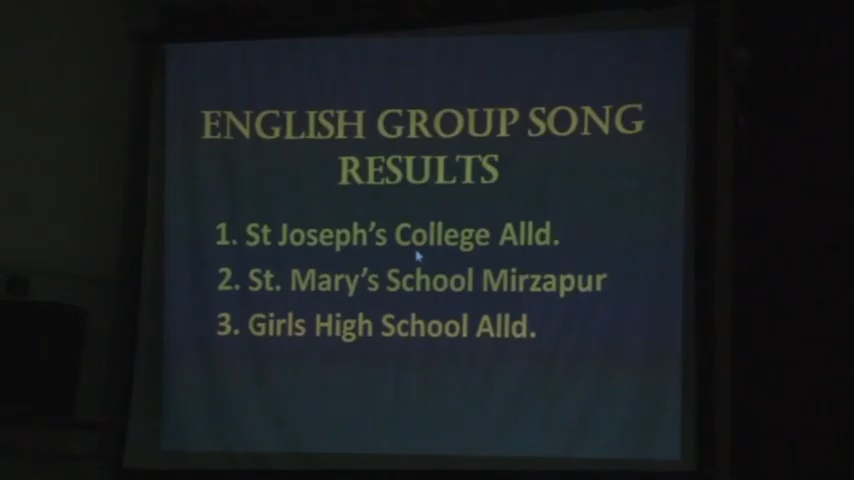 ENGLISH GROUP SONG
RESULTS
1. St Joseph's College Alld.
2. St. Mary's School Mirzapur
3. Girls High School Alld.